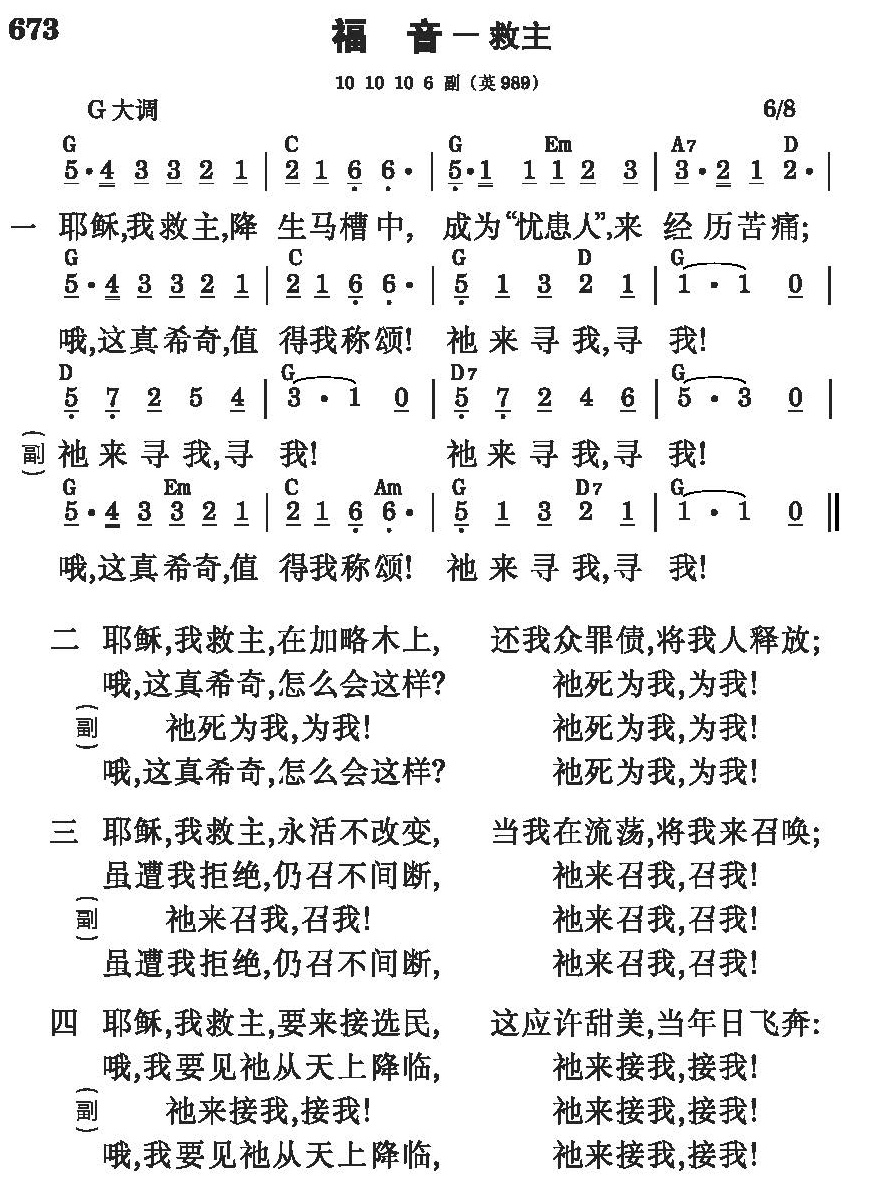 673
福 音－救主
10 10 10 6 副（英989）
G大调 6/8
G C G Em A7 D
5·4 3 3 2 1 | 2 1 6 6· | 5·1 1 1 2 3 | 3·2 1 2· |
一 耶稣,我救主,降 生马槽中, 成为“忧患人”,来 经历苦痛;
G C G D G
5·4 3 3 2 1 | 2 1 6 6· | 5 1 3 2 1 | 1·1 0 |
哦,这真希奇,值 得我称颂! 祂来寻我,寻 我!
D G D7 G
5 7 2 5 4 | 3·1 0 | 5 7 2 4 6 | 5·3 0 |
(副) 祂来寻我,寻 我! 祂来寻我,寻 我!
G Em C Am G D7 G
5·4 3 3 2 1 | 2 1 6 6· | 5 1 3 2 1 | 1·1 0 ‖
哦,这真希奇,值 得我称颂! 祂来寻我,寻 我!
二 耶稣,我救主,在加略木上, 还我众罪债,将我人释放;
哦,这真希奇,怎么会这样? 祂死为我,为我!
(副) 祂死为我,为我! 祂死为我,为我!
哦,这真希奇,怎么会这样? 祂死为我,为我!
三 耶稣,我救主,永活不改变, 当我在流荡,将我来召唤;
虽遭我拒绝,仍召不间断, 祂来召我,召我!
(副) 祂来召我,召我! 祂来召我,召我!
虽遭我拒绝,仍召不间断, 祂来召我,召我!
四 耶稣,我救主,要来接选民, 这应许甜美,当年日飞奔:
哦,我要见祂从天上降临, 祂来接我,接我!
(副) 祂来接我,接我! 祂来接我,接我!
哦,我要见祂从天上降临, 祂来接我,接我!